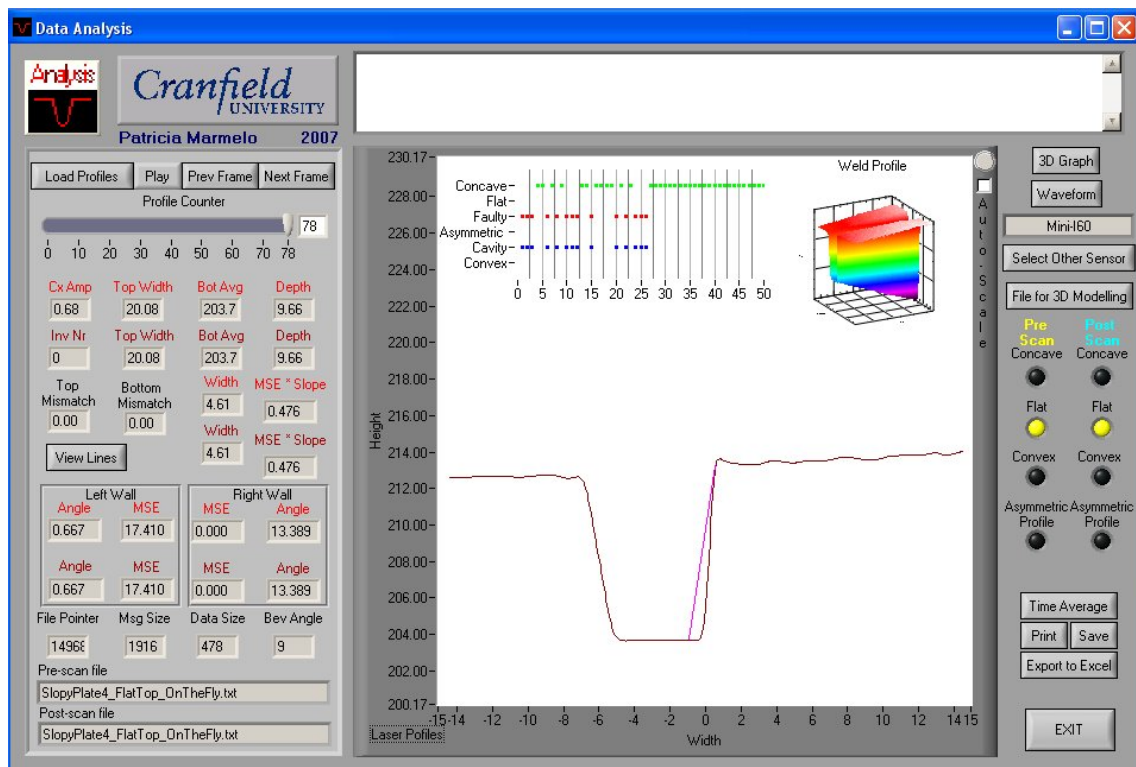 Data Analysis
Analysis
Cranfield
UNIVERSITY
Patricia Marmelo 2007
Load Profiles Play Prev Frame Next Frame
Profile Counter
78
0 10 20 30 40 50 60 70 78
Cx Amp Top Width Bot Avg Depth
0.68 20.08 203.7 9.66
Inv Nr Top Width Bot Avg Depth
0 20.08 203.7 9.66
Top Mismatch Bottom Mismatch Width MSE * Slope
0.00 0.00 4.61 0.476
Width MSE * Slope
View Lines 4.61 0.476
Left Wall Right Wall
Angle MSE MSE Angle
0.667 17.410 0.000 13.389
Angle MSE MSE Angle
0.667 17.410 0.000 13.389
File Pointer Msg Size Data Size Bev Angle
14968 1916 478 9
Pre-scan file
SlopyPlate4_FlatTop_OnTheFly.txt
Post-scan file
SlopyPlate4_FlatTop_OnTheFly.txt
230.17
228.00
226.00
224.00
222.00
220.00
218.00
216.00
214.00
212.00
210.00
208.00
206.00
204.00
202.00
200.17
Height
-15 -14 -12 -10 -8 -6 -4 -2 0 2 4 6 8 10 12 14 15
Width
Laser Pofiles
Concave
Flat
Faulty
Asymmetric
Cavity
Convex
0 1 5 10 15 20 25 30 35 40 45 50
Weld Profile
Auto-Scale
3D Graph
Waveform
Mini-I60
Select Other Sensor
File for 3D Modelling
Pre Scan Post Scan
Concave Concave
Flat Flat
Convex Convex
Asymmetric Profile Asymmetric Profile
Time Average
Print Save
Export to Excel
EXIT